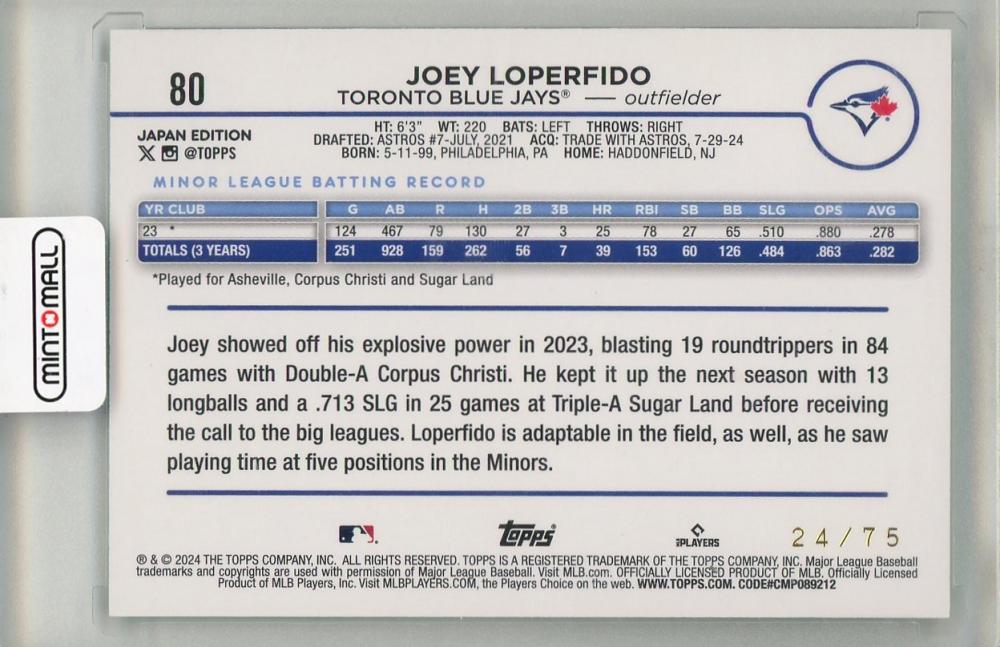 80
JOEY LOPERFIDO
TORONTO BLUE JAYS® — outfielder
JAPAN EDITION
@TOPPS
HT: 6'3" WT: 220 BATS: LEFT THROWS: RIGHT
DRAFTED: ASTROS #7-JULY, 2021 ACQ: TRADE WITH ASTROS, 7-29-24
BORN: 5-11-99, PHILADELPHIA, PA HOME: HADDONFIELD, NJ
MINOR LEAGUE BATTING RECORD
YR CLUB G AB R H 2B 3B HR RBI SB BB SLG OPS AVG
23 * 124 467 79 130 27 3 25 78 27 65 .510 .880 .278
TOTALS (3 YEARS) 251 928 159 262 56 7 39 153 60 126 .484 .863 .282
*Played for Asheville, Corpus Christi and Sugar Land
MINTOMALL
Joey showed off his explosive power in 2023, blasting 19 roundtrippers in 84
games with Double-A Corpus Christi. He kept it up the next season with 13
longballs and a .713 SLG in 25 games at Triple-A Sugar Land before receiving
the call to the big leagues. Loperfido is adaptable in the field, as well, as he saw
playing time at five positions in the Minors.
Topps
PLAYERS
24/75
® & © 2024 THE TOPPS COMPANY, INC. ALL RIGHTS RESERVED. TOPPS IS A REGISTERED TRADEMARK OF THE TOPPS COMPANY, INC. Major League Baseball
trademarks and copyrights are used with permission of Major League Baseball. Visit MLB.com. OFFICIALLY LICENSED PRODUCT OF MLB. Officially Licensed
Product of MLB Players, Inc. Visit MLBPLAYERS.COM, the Players Choice on the web. WWW.TOPPS.COM. CODE#CMP089212